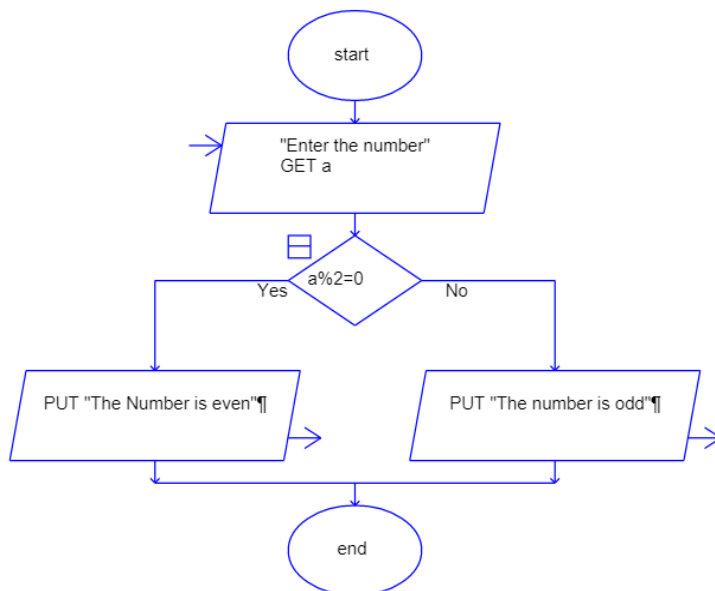 start
"Enter the number"
GET a
a%2=0
Yes
No
PUT "The Number is even"¶
PUT "The number is odd"¶
end